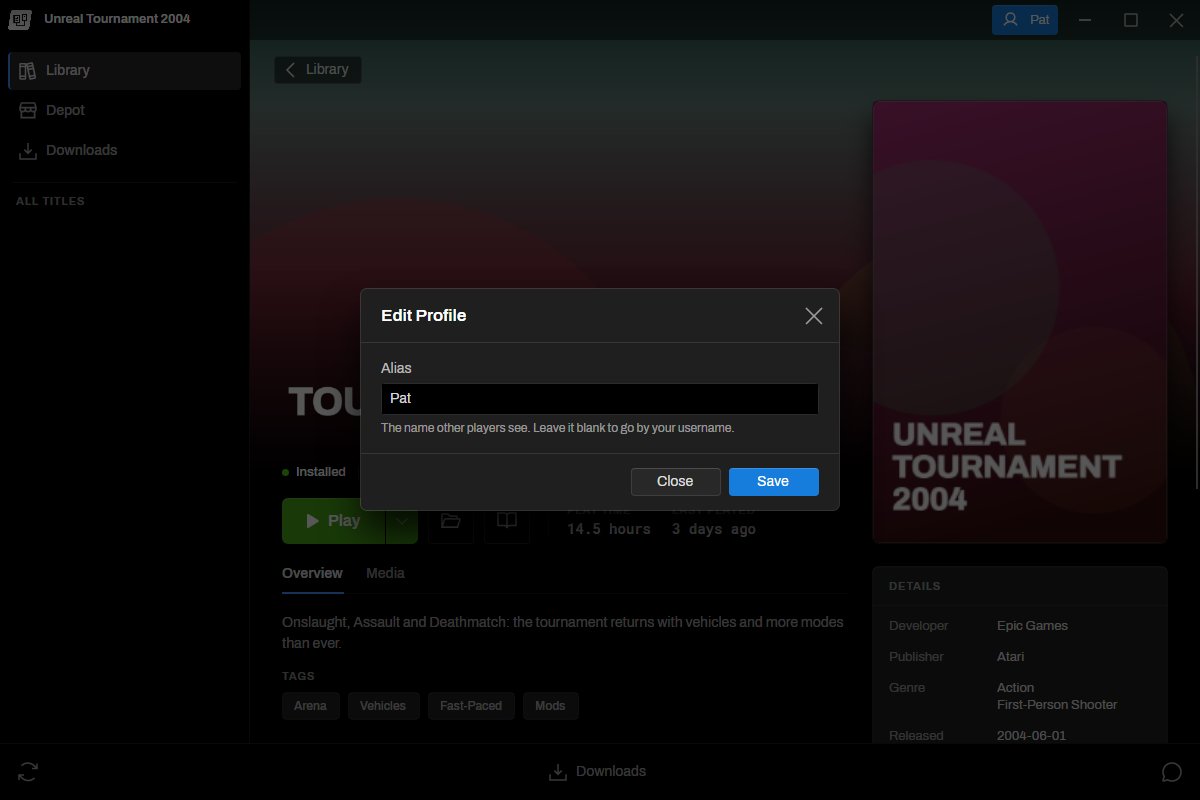 Unreal Tournament 2004
Pat
Library
Depot
Downloads
ALL TITLES
Library
UNREAL
TOURNAMENT
2004
Edit Profile
Alias
Pat
The name other players see. Leave it blank to go by your username.
Close
Save
TOU
Installed
Play
14.5 hours
3 days ago
Overview
Media
Onslaught, Assault and Deathmatch: the tournament returns with vehicles and more modes
than ever.
TAGS
Arena
Vehicles
Fast-Paced
Mods
DETAILS
Developer
Epic Games
Publisher
Atari
Genre
Action
First-Person Shooter
Released
2004-06-01
Downloads